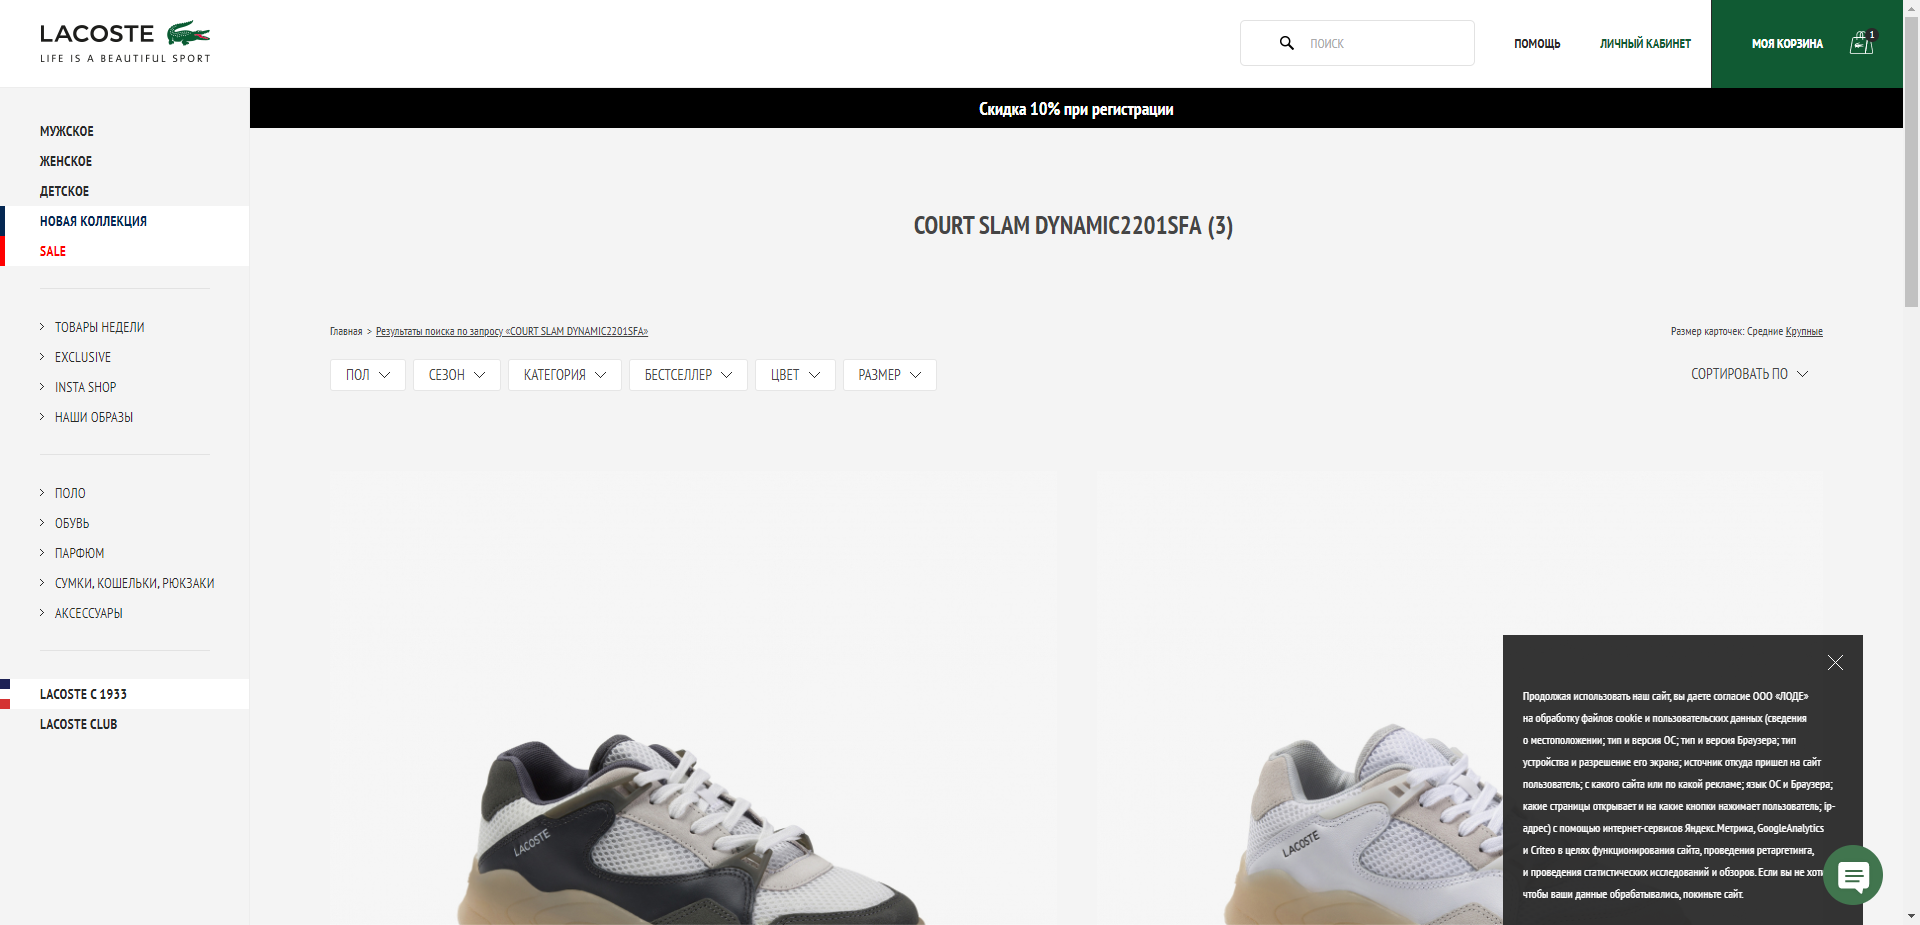 LACOSTE
LIFE IS A BEAUTIFUL SPORT
ПОИСК
ПОМОЩЬ
ЛИЧНЫЙ КАБИНЕТ
МОЯ КОРЗИНА
1
Скидка 10% при регистрации
МУЖСКОЕ
ЖЕНСКОЕ
ДЕТСКОЕ
НОВАЯ КОЛЛЕКЦИЯ
SALE
ТОВАРЫ НЕДЕЛИ
EXCLUSIVE
INSTA SHOP
НАШИ ОБРАЗЫ
ПОЛО
ОБУВЬ
ПАРФЮМ
СУМКИ, КОШЕЛЬКИ, РЮКЗАКИ
АКСЕССУАРЫ
LACOSTE С 1933
LACOSTE CLUB
COURT SLAM DYNAMIC2201SFA (3)
Главная > Результаты поиска по запросу «COURT SLAM DYNAMIC2201SFA»
Размер карточек: Средние Крупные
ПОЛ
СЕЗОН
КАТЕГОРИЯ
БЕСТСЕЛЛЕР
ЦВЕТ
РАЗМЕР
СОРТИРОВАТЬ ПО
LACOSTE
LACOSTE
Продолжая использовать наш сайт, вы даете согласие ООО «ЛОДЕ»
на обработку файлов cookie и пользовательских данных (сведения
о местоположении; тип и версия ОС; тип и версия Браузера; тип
устройства и разрешение его экрана; источник откуда пришел на сайт
пользователь; с какого сайта или по какой рекламе; язык ОС и Браузера;
какие страницы открывает и на какие кнопки нажимает пользователь; ip-
адрес) с помощью интернет-сервисов Яндекс.Метрика, GoogleAnalytics
и Criteo в целях функционирования сайта, проведения ретаргетинга,
и проведения статистических исследований и обзоров. Если вы не хоти
чтобы ваши данные обрабатывались, покиньте сайт.